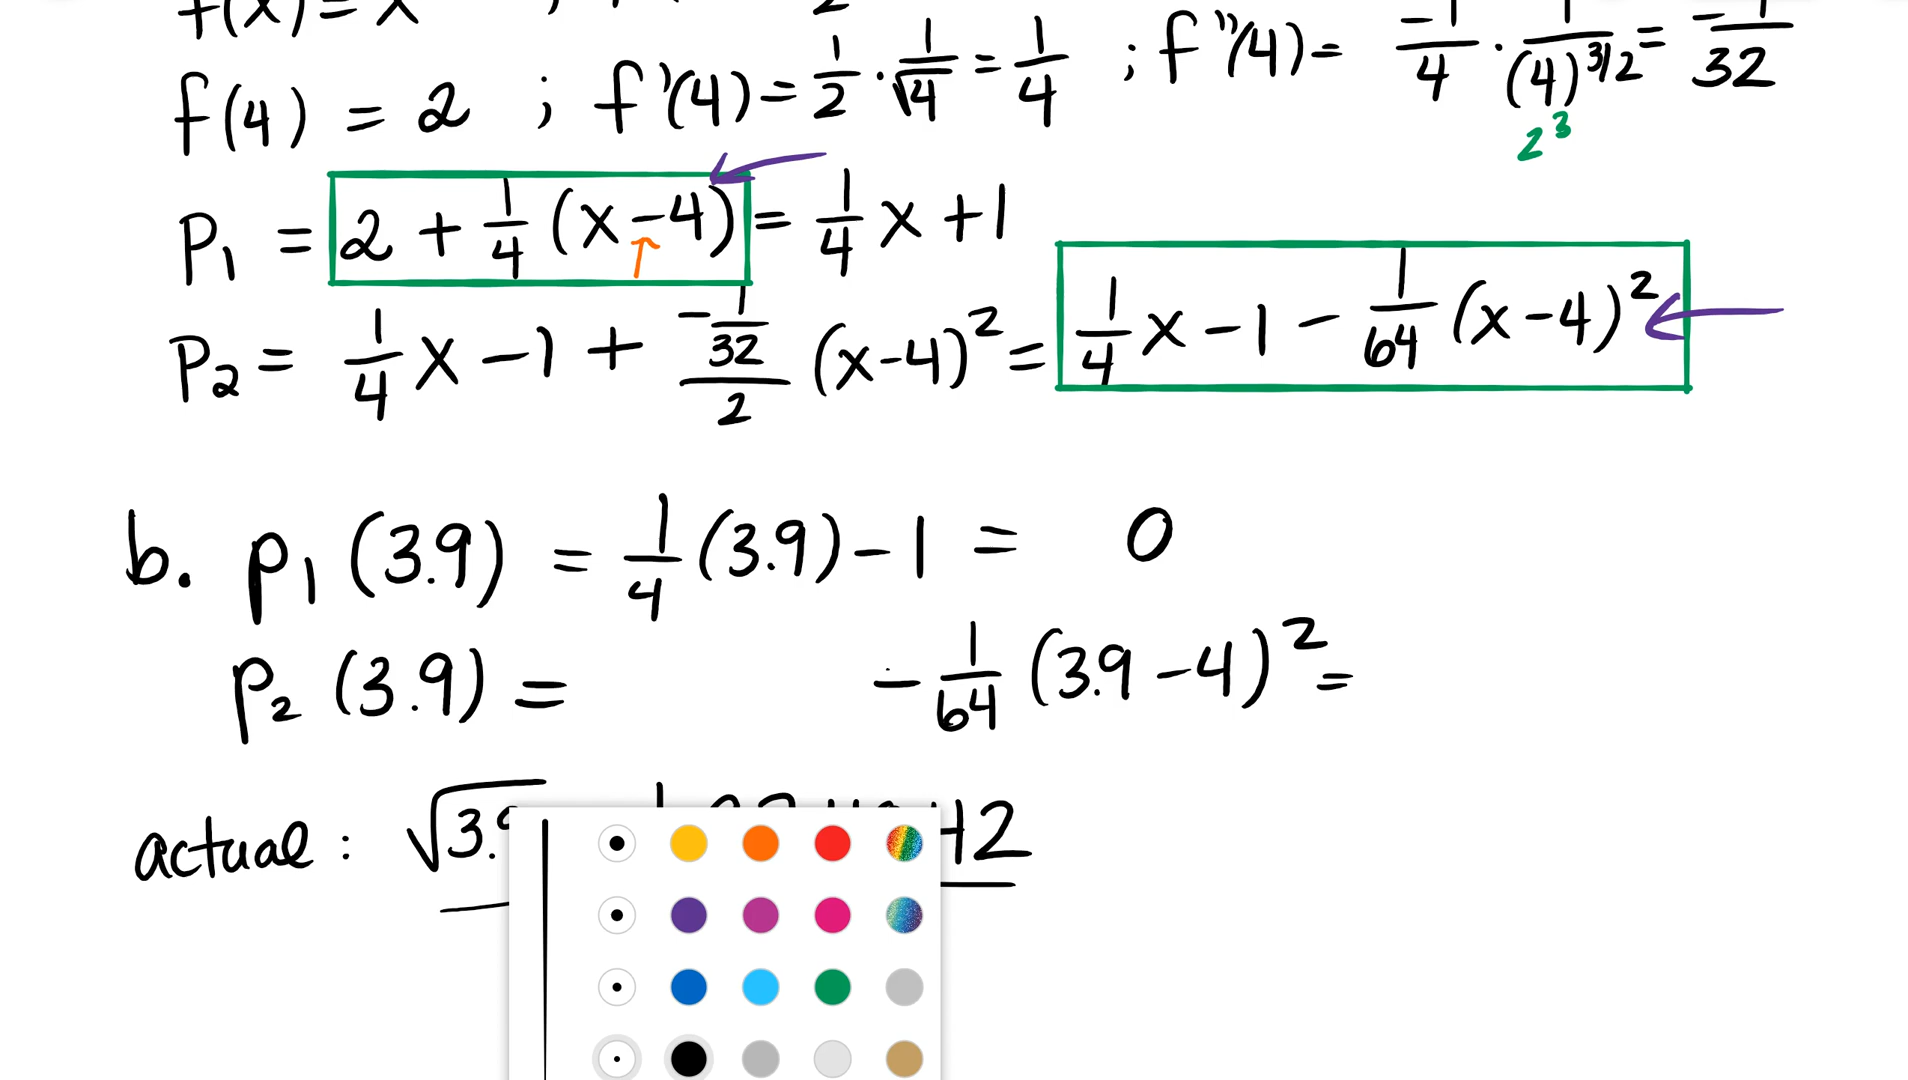 f(x) = x
f(4) = 2 ; f'(4) = 1/2 · 1/√4 = 1/4 ; f''(4) = -1/4 · 1/(4)^3/2 = -1/32
2^3
P1 = 2 + 1/4 (x - 4) = 1/4 x + 1
P2 = 1/4 x - 1 + (-1/32)/2 (x-4)^2 = 1/4 x - 1 - 1/64 (x-4)^2
b. P1 (3.9) = 1/4 (3.9) - 1 = 0
P2 (3.9) = - 1/64 (3.9 - 4)^2 =
actual : √3.9